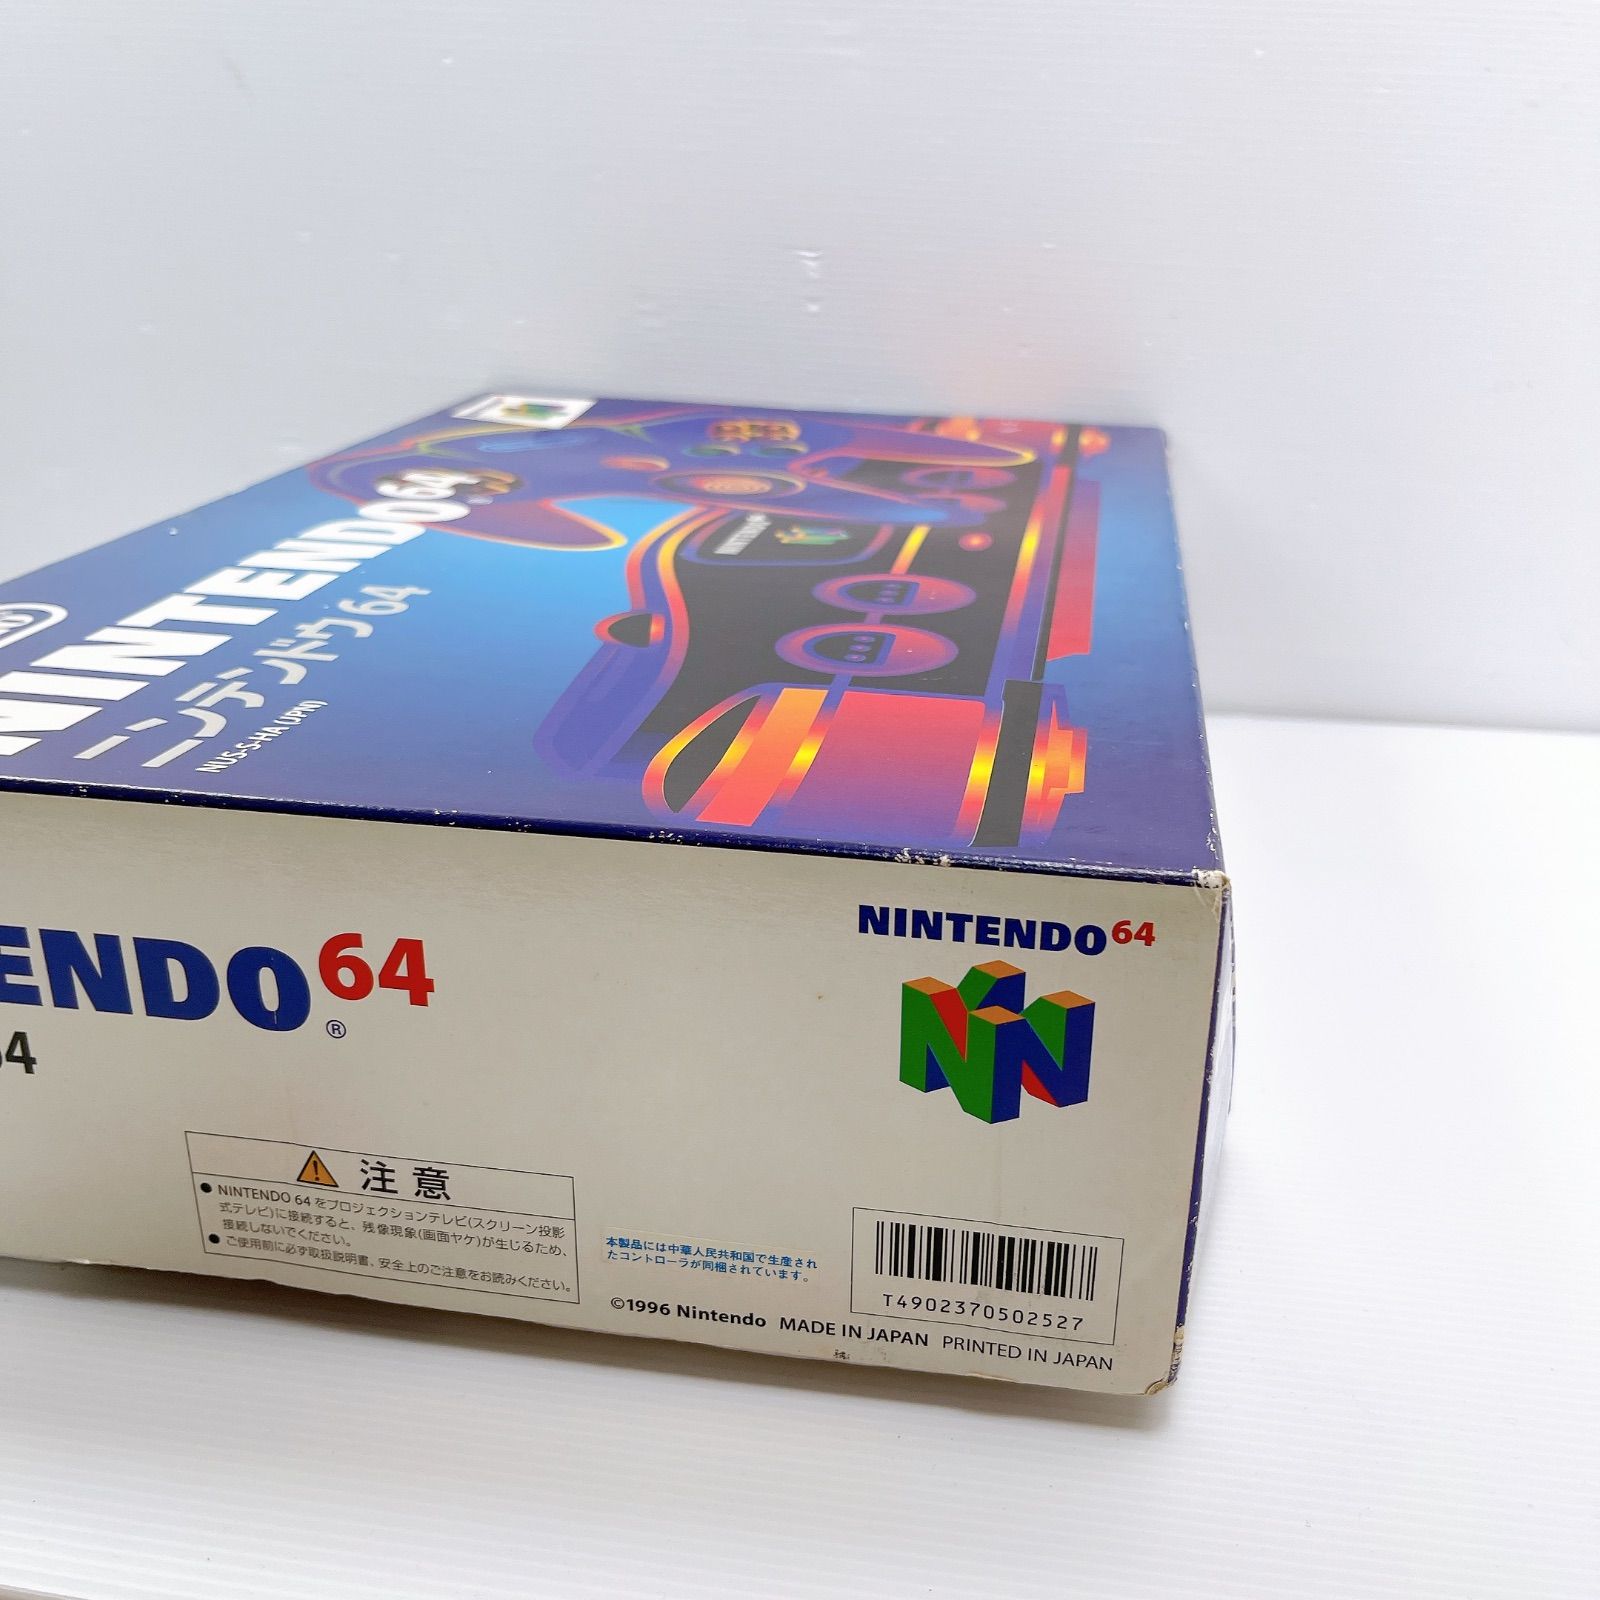 NINTENDO64®
ニンテンドウ64
NUS-S-HA (JPN)
NINTENDO64
ENDO64®
64
NINTENDO64
注意
●NINTENDO 64をプロジェクションテレビ(スクリーン投影
式テレビ)に接続すると、残像現象(画面ヤケ)が生じるため、
接続しないでください。
●ご使用前に必ず取扱説明書、安全上のご注意をお読みください。
本製品には中華人民共和国で生産され
たコントローラが同梱されています。
T4902370502527
©1996 Nintendo MADE IN JAPAN PRINTED IN JAPAN